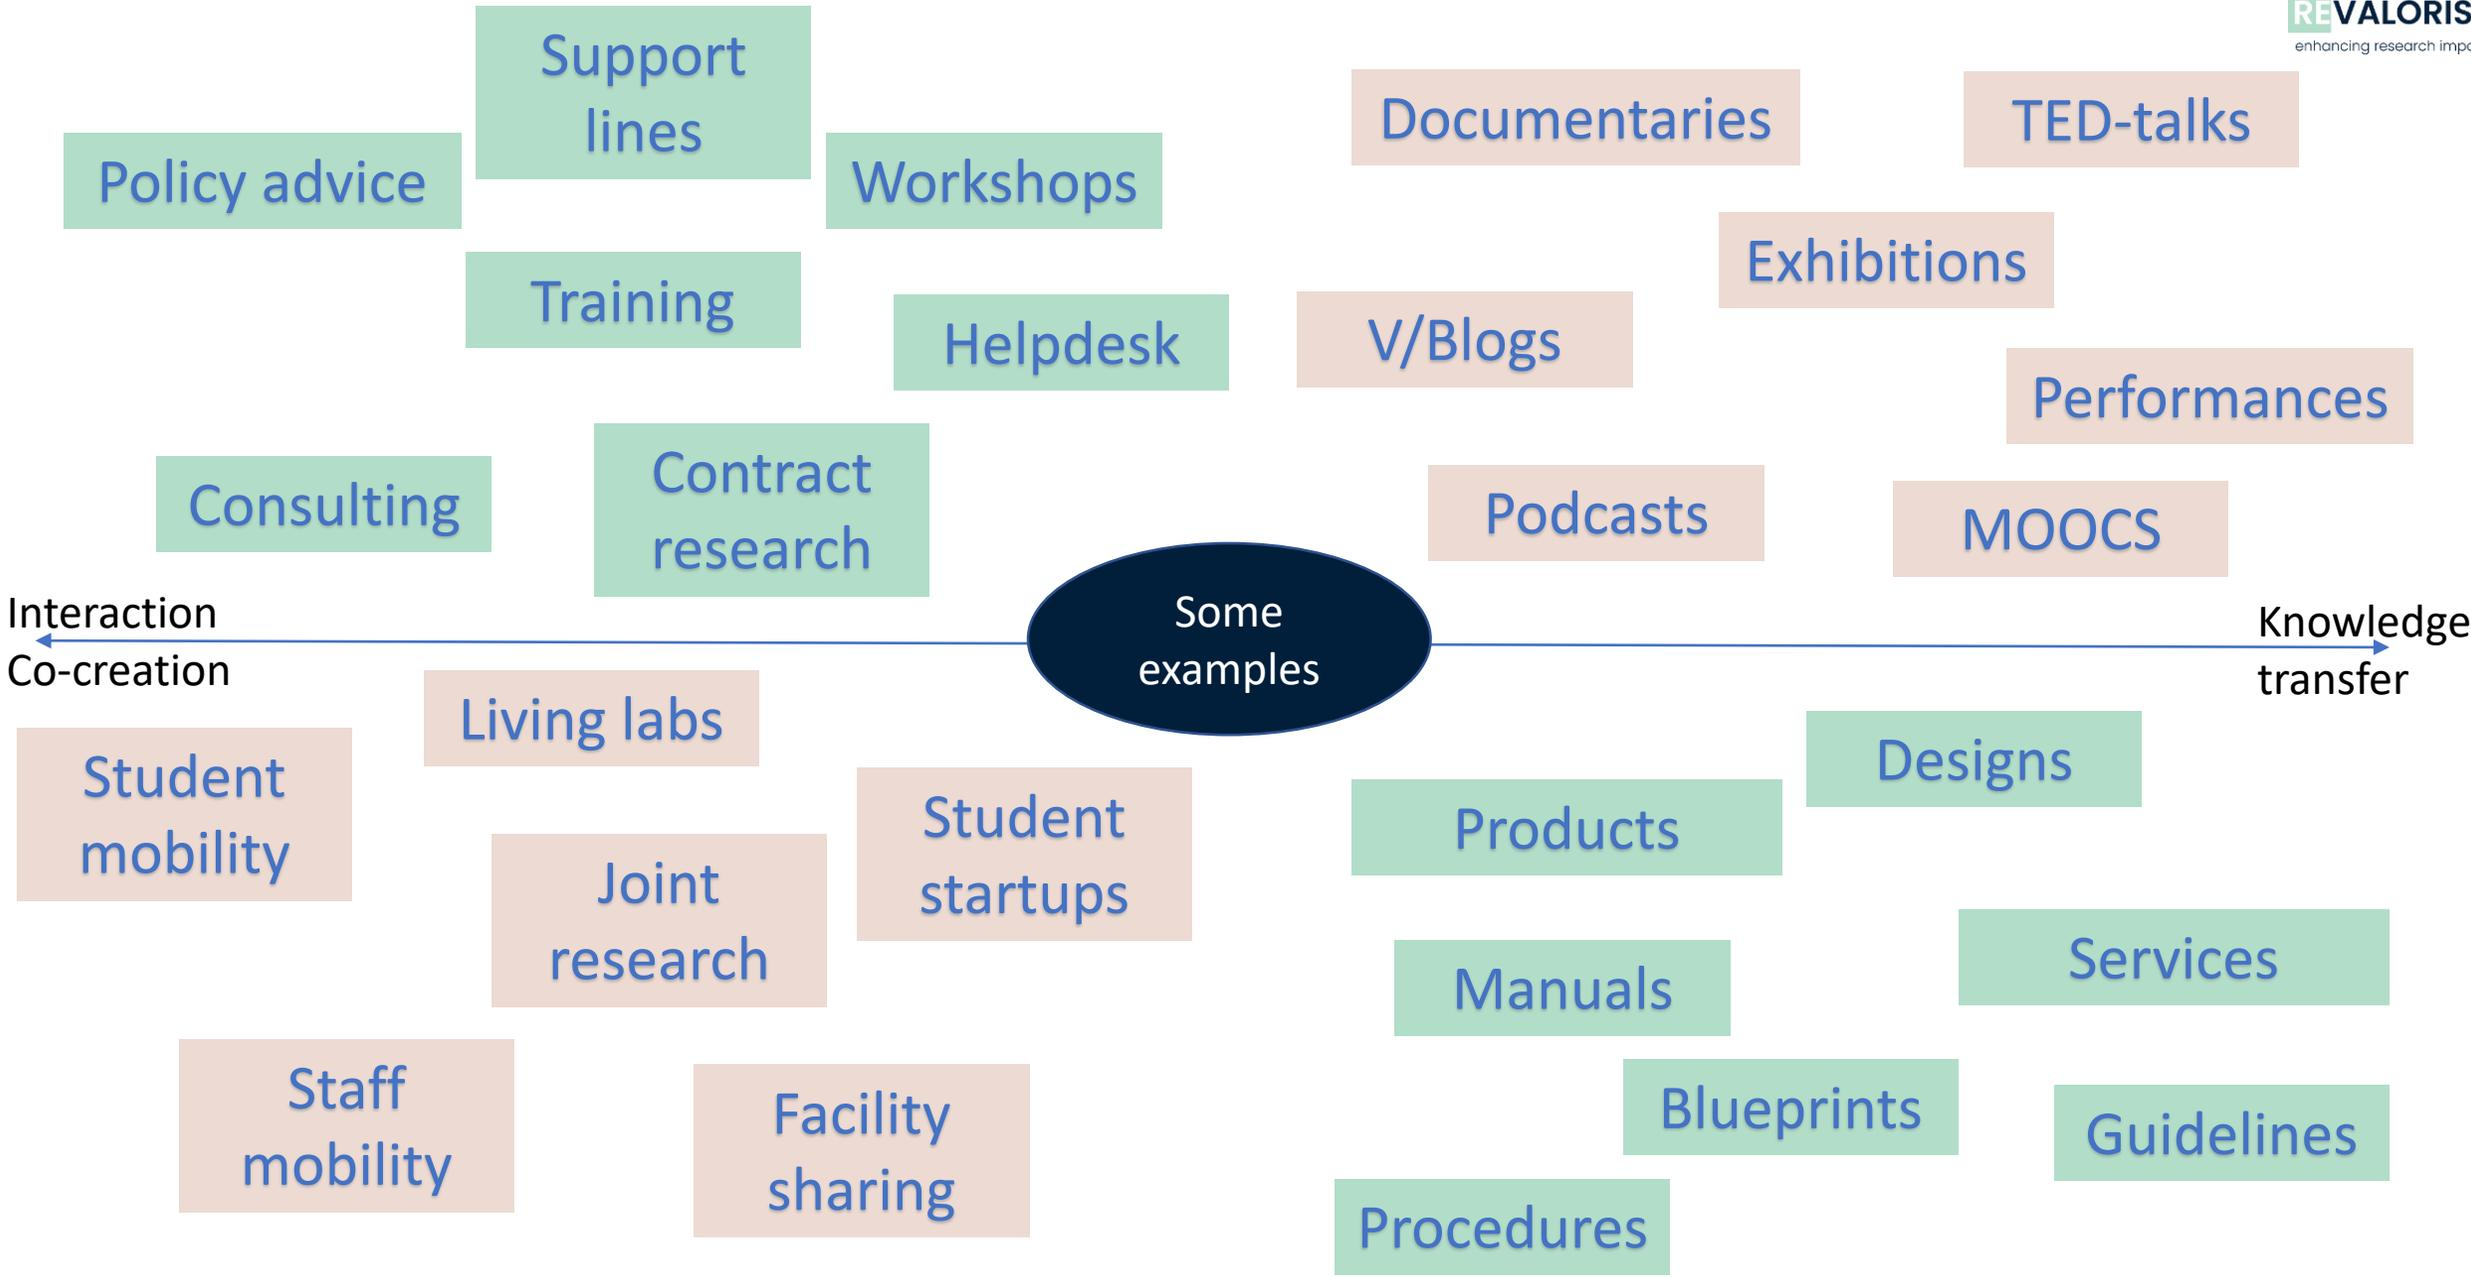 REVALORIS
enhancing research imp
Support
lines
Documentaries
TED-talks
Policy advice
Workshops
Exhibitions
Training
Helpdesk
V/Blogs
Performances
Contract
research
Consulting
Podcasts
MOOCS
Interaction
Co-creation
Some
examples
Knowledge
transfer
Living labs
Designs
Student
mobility
Student
startups
Products
Joint
research
Services
Manuals
Staff
mobility
Facility
sharing
Blueprints
Guidelines
Procedures